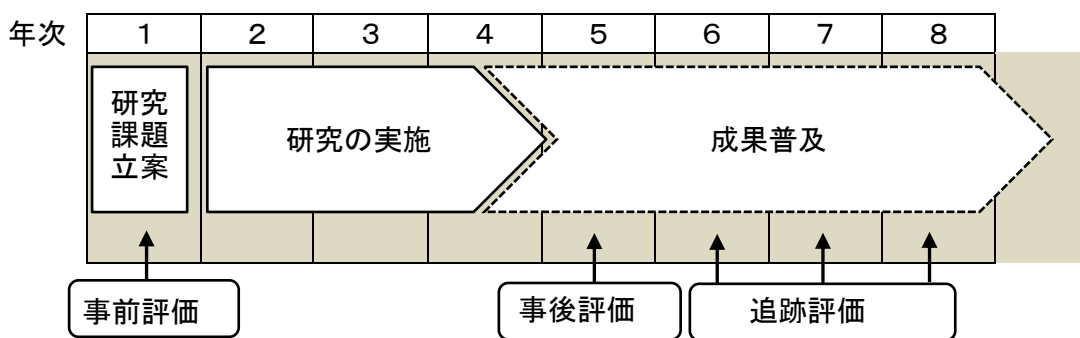 年次 1 2 3 4 5 6 7 8
研究
課題
立案
研究の実施
成果普及
事前評価
事後評価
追跡評価